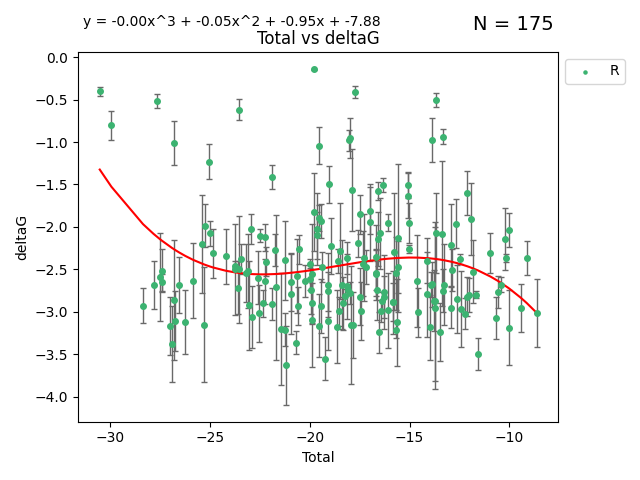 y = -0.00x^3 + -0.05x^2 + -0.95x + -7.88
N = 175
Total vs deltaG
R
deltaG
0.0
−0.5
−1.0
−1.5
−2.0
−2.5
−3.0
−3.5
−4.0
−30 −25 −20 −15 −10
Total